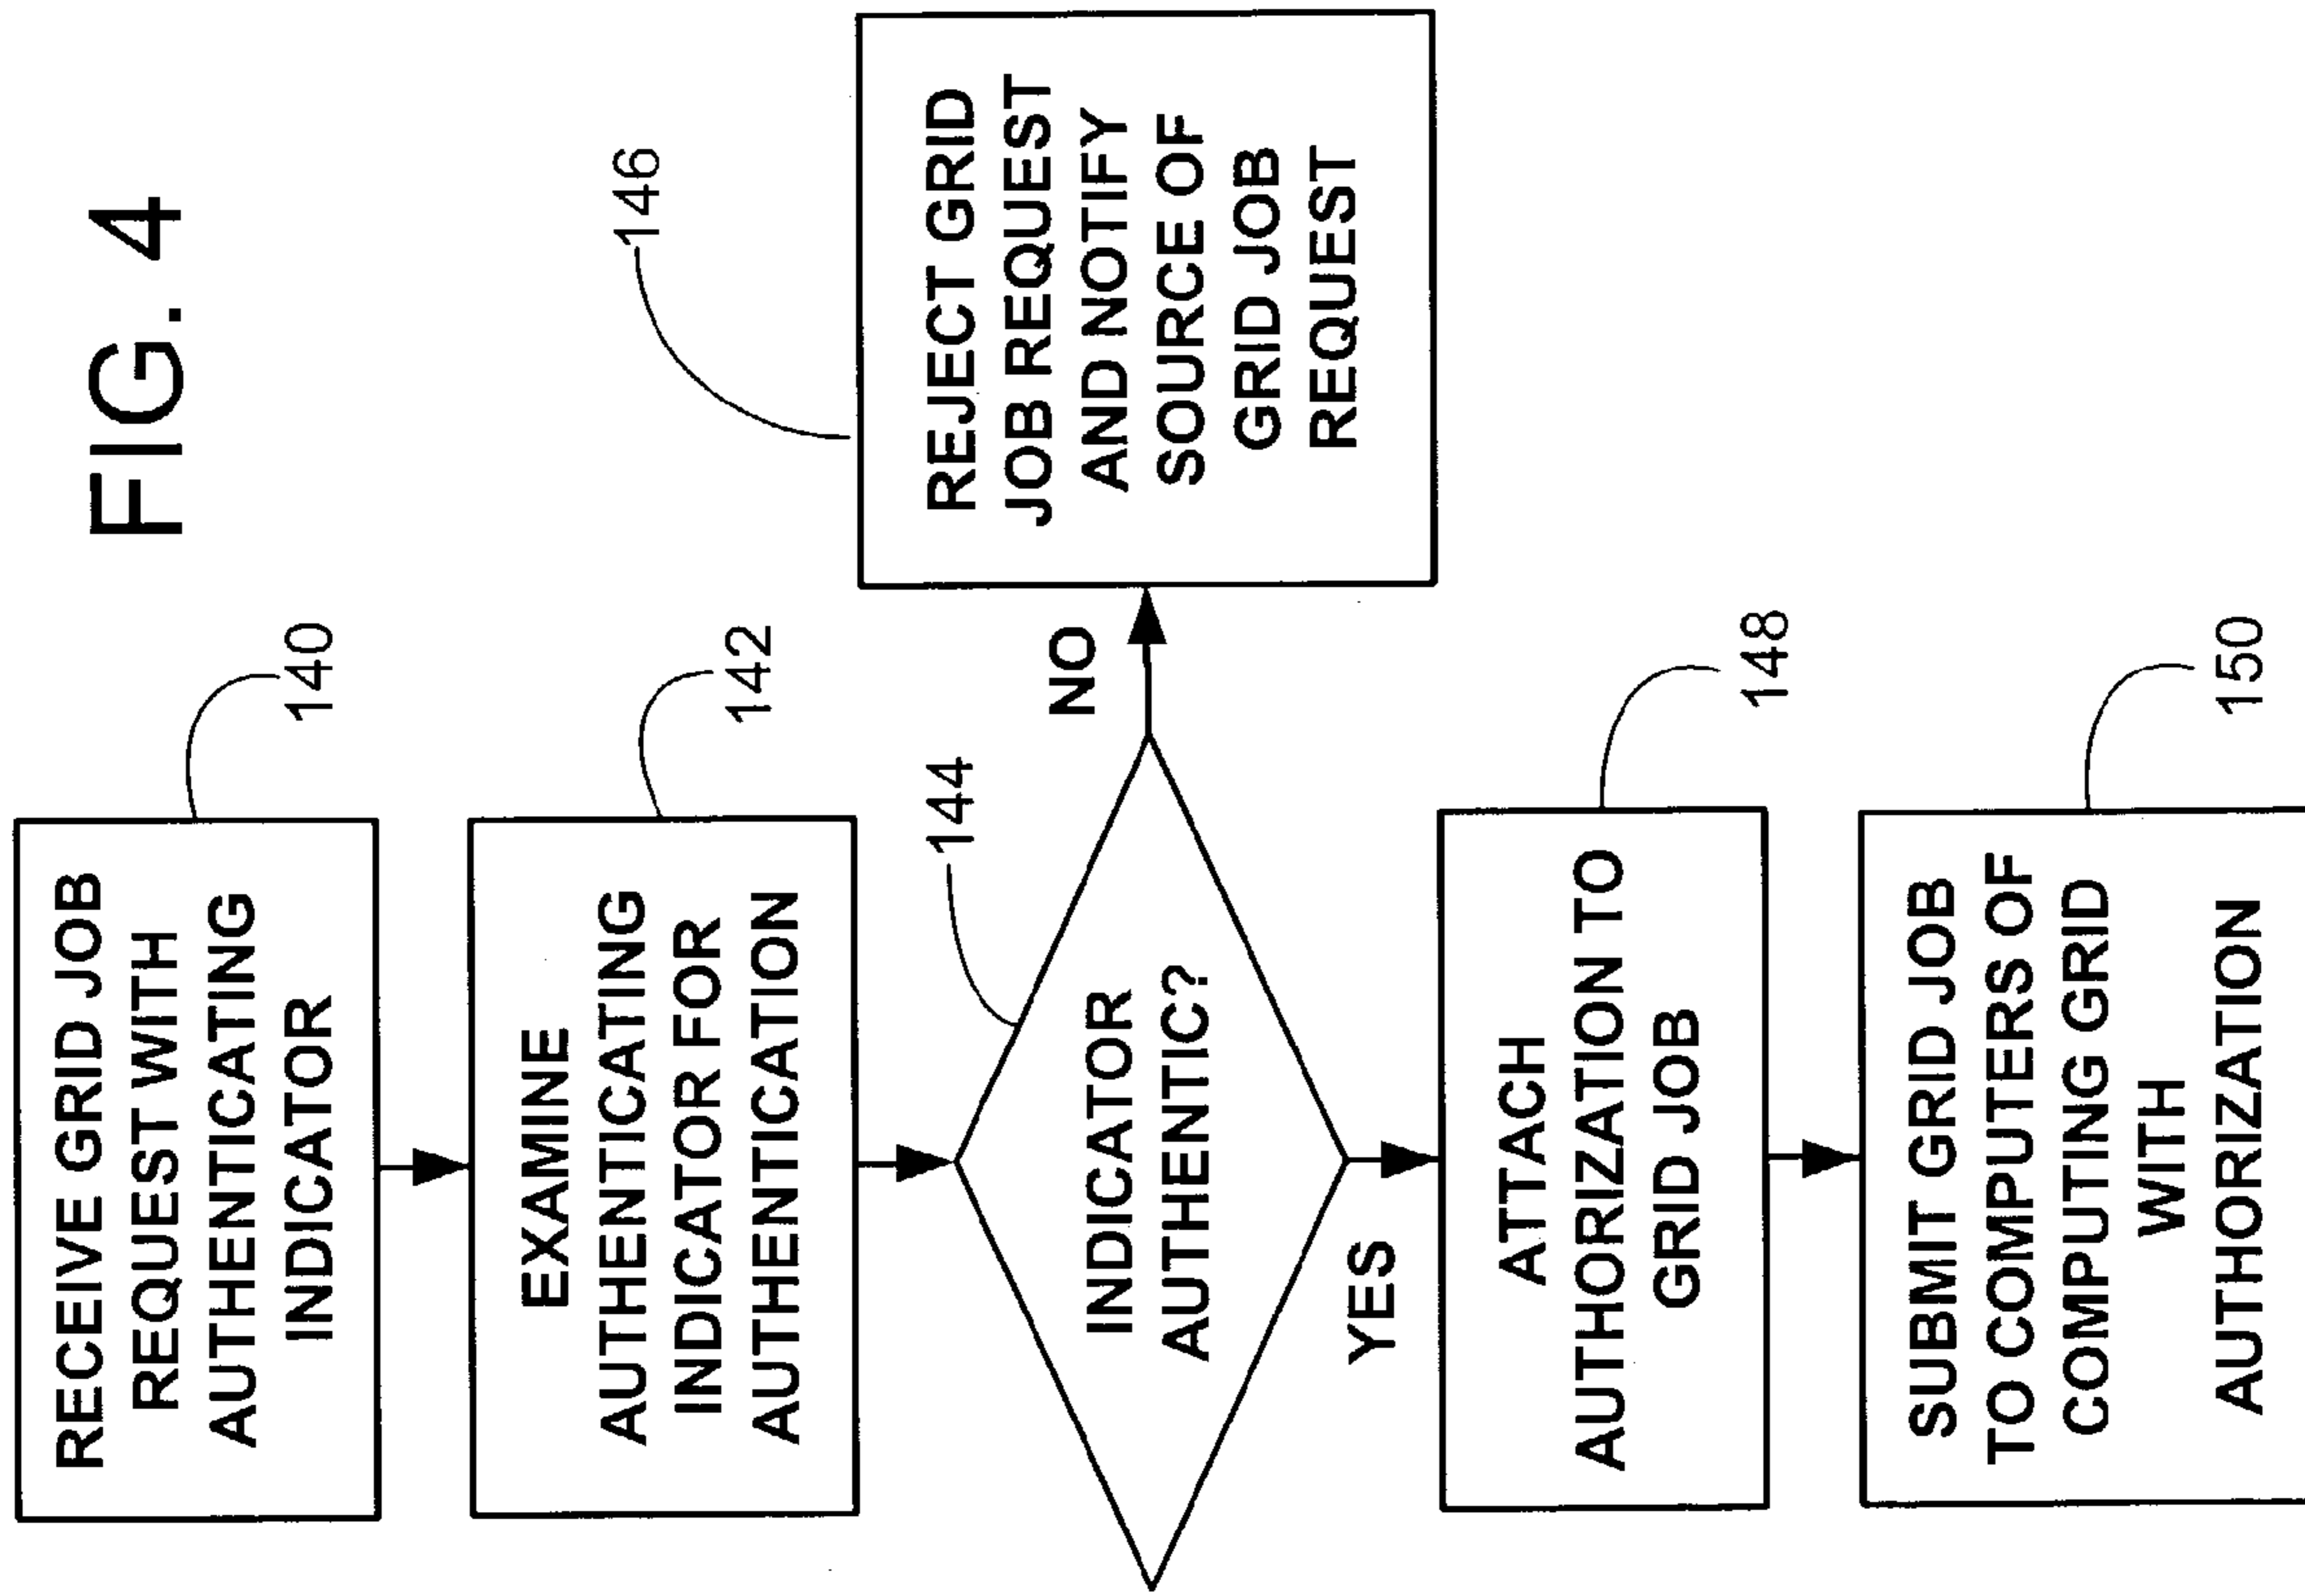 FIG. 4
RECEIVE GRID JOB
REQUEST WITH
AUTHENTICATING
INDICATOR
140
EXAMINE
AUTHENTICATING
INDICATOR FOR
AUTHENTICATION
142
144
INDICATOR
AUTHENTIC?
NO
REJECT GRID
JOB REQUEST
AND NOTIFY
SOURCE OF
GRID JOB
REQUEST
146
YES
ATTACH
AUTHORIZATION TO
GRID JOB
148
SUBMIT GRID JOB
TO COMPUTERS OF
COMPUTING GRID
WITH
AUTHORIZATION
150